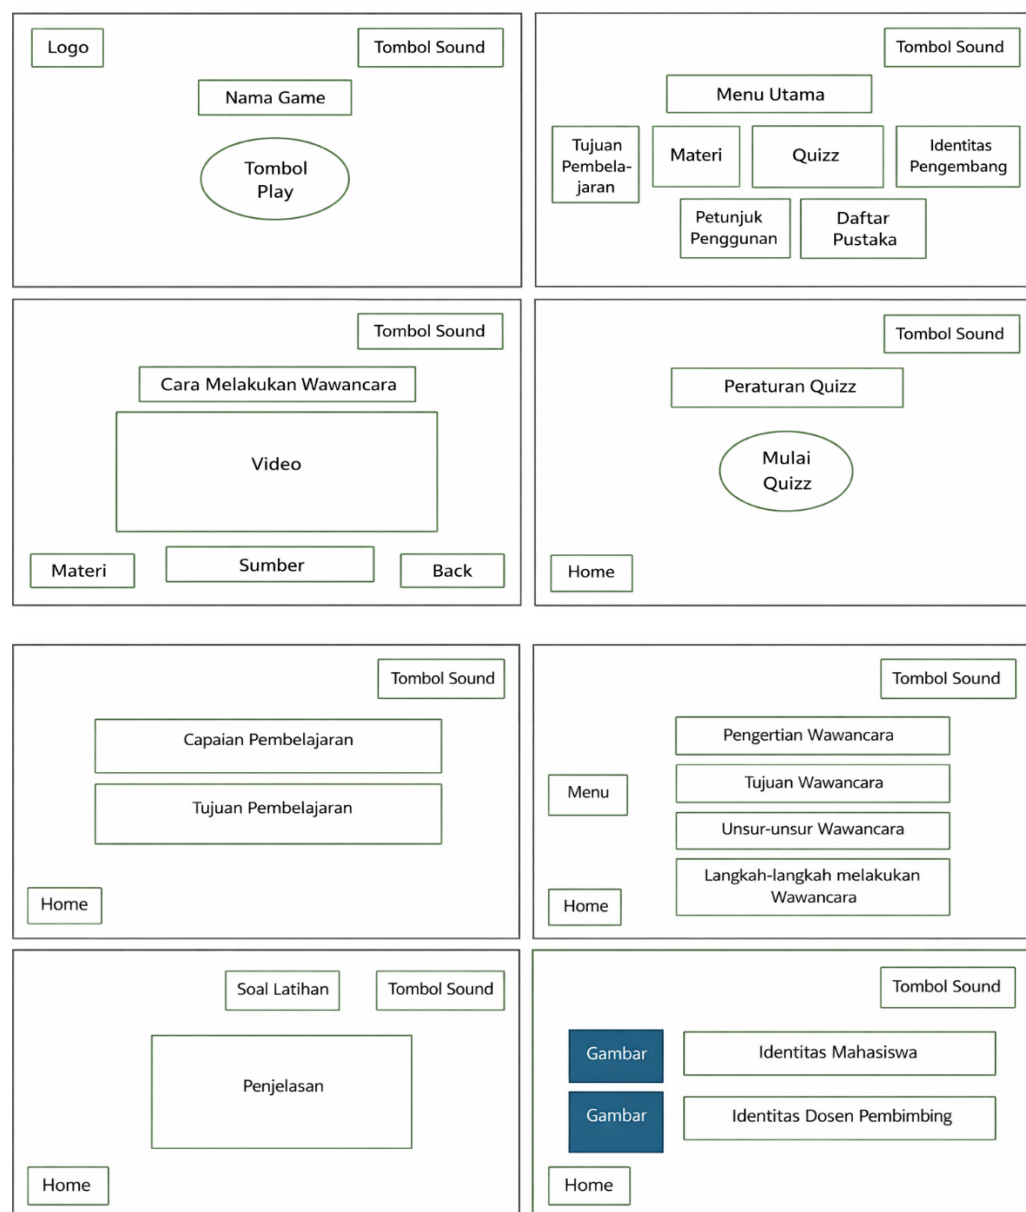 Logo
Tombol Sound
Nama Game
Tombol
Play
Tombol Sound
Menu Utama
Tujuan
Pembela-
jaran
Materi
Quizz
Identitas
Pengembang
Petunjuk
Penggunan
Daftar
Pustaka
Tombol Sound
Cara Melakukan Wawancara
Video
Materi
Sumber
Back
Tombol Sound
Peraturan Quizz
Mulai
Quizz
Home
Tombol Sound
Capaian Pembelajaran
Tujuan Pembelajaran
Home
Tombol Sound
Pengertian Wawancara
Menu
Tujuan Wawancara
Unsur-unsur Wawancara
Langkah-langkah melakukan
Wawancara
Home
Soal Latihan
Tombol Sound
Penjelasan
Home
Tombol Sound
Gambar
Identitas Mahasiswa
Gambar
Identitas Dosen Pembimbing
Home